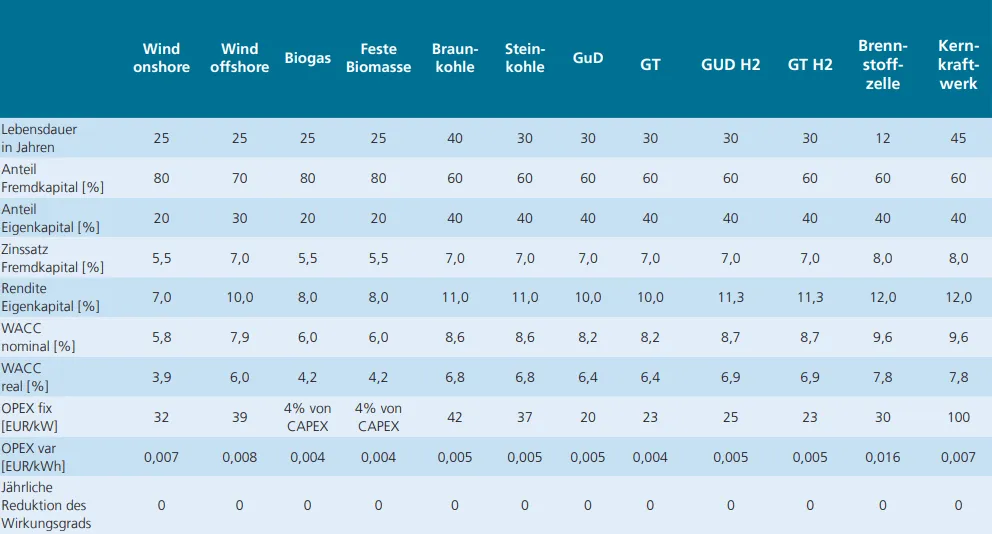 Wind onshore Wind offshore Biogas Feste Biomasse Braun-kohle Stein-kohle GuD GT GUD H2 GT H2 Brenn-stoff-zelle Kern-kraft-werk
Lebensdauer in Jahren 25 25 25 25 40 30 30 30 30 30 12 45
Anteil Fremdkapital [%] 80 70 80 80 60 60 60 60 60 60 60 60
Anteil Eigenkapital [%] 20 30 20 20 40 40 40 40 40 40 40 40
Zinssatz Fremdkapital [%] 5,5 7,0 5,5 5,5 7,0 7,0 7,0 7,0 7,0 7,0 8,0 8,0
Rendite Eigenkapital [%] 7,0 10,0 8,0 8,0 11,0 11,0 10,0 10,0 11,3 11,3 12,0 12,0
WACC nominal [%] 5,8 7,9 6,0 6,0 8,6 8,6 8,2 8,2 8,7 8,7 9,6 9,6
WACC real [%] 3,9 6,0 4,2 4,2 6,8 6,8 6,4 6,4 6,9 6,9 7,8 7,8
OPEX fix [EUR/kW] 32 39 4% von CAPEX 4% von CAPEX 42 37 20 23 25 23 30 100
OPEX var [EUR/kWh] 0,007 0,008 0,004 0,004 0,005 0,005 0,005 0,004 0,005 0,005 0,016 0,007
Jährliche Reduktion des Wirkungsgrads 0 0 0 0 0 0 0 0 0 0 0 0